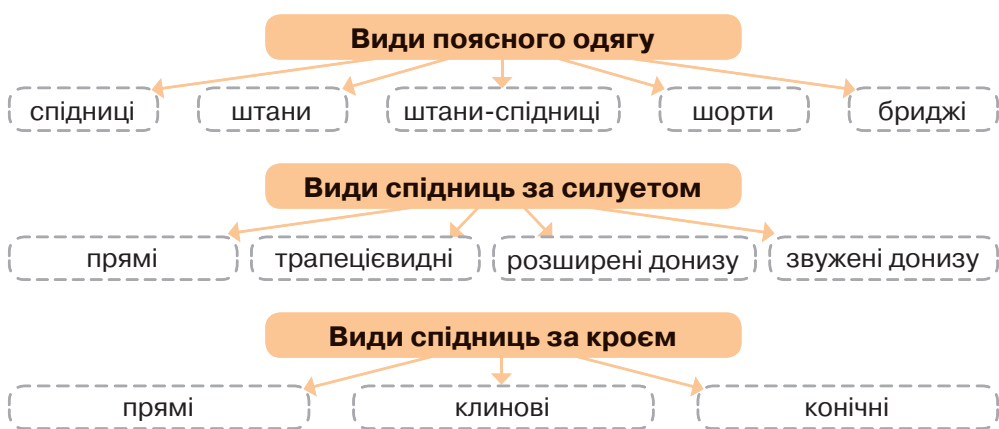 Види поясного одягу
спідниці штани штани-спідниці шорти бриджі
Види спідниць за силуетом
прямі трапецієвидні розширені донизу звужені донизу
Види спідниць за кроєм
прямі клинові конічні